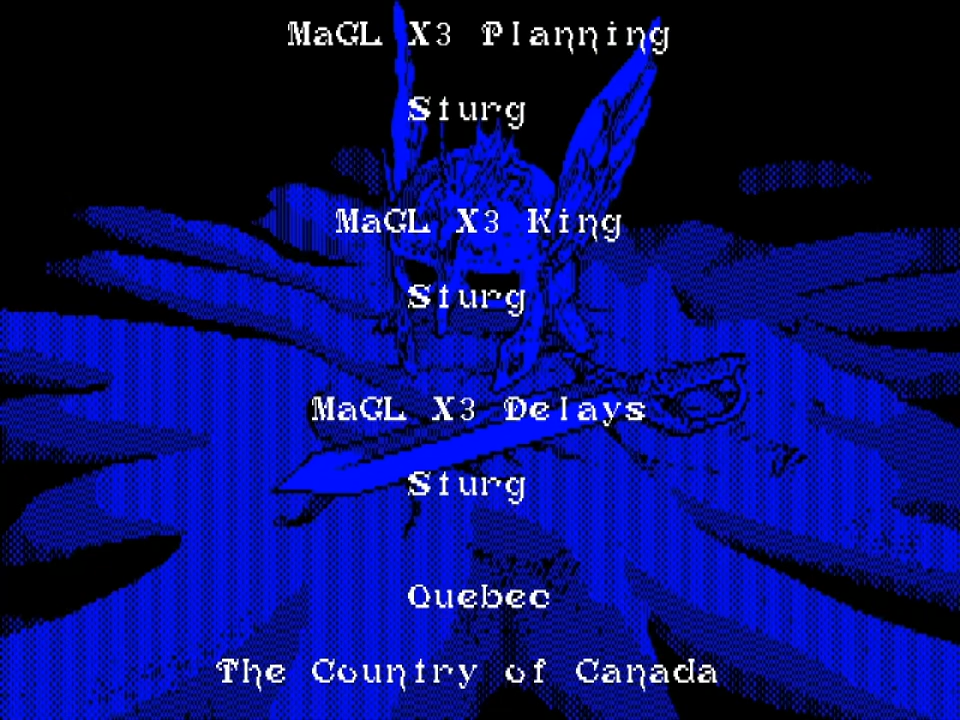 MaGL X3 Planning
Sturg
MaGL X3 King
Sturg
MaGL X3 Delays
Sturg
Quebec
The Country of Canada